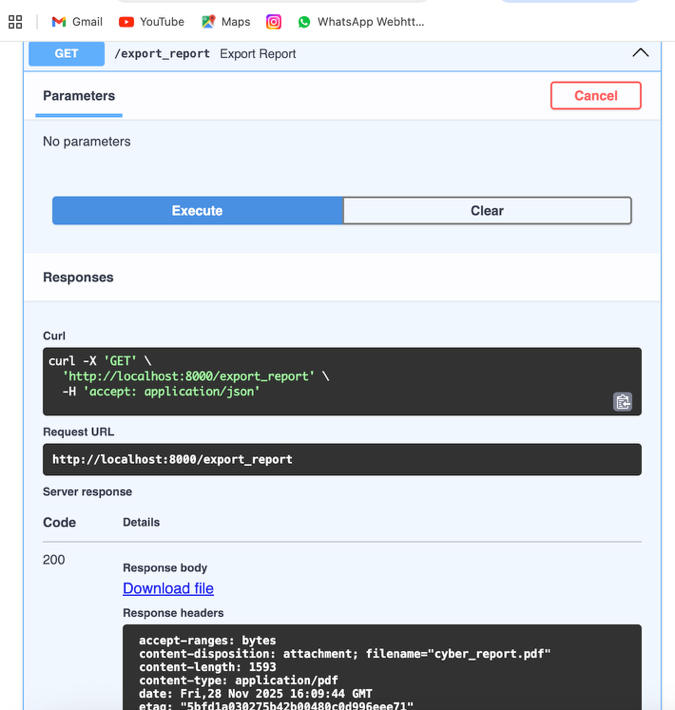 Gmail YouTube Maps WhatsApp Webhtt...
GET /export_report Export Report
Parameters Cancel
No parameters
Execute Clear
Responses
Curl
curl -X 'GET' \
'http://localhost:8000/export_report' \
-H 'accept: application/json'
Request URL
http://localhost:8000/export_report
Server response
Code Details
200
Response body
Download file
Response headers
accept-ranges: bytes
content-disposition: attachment; filename="cyber_report.pdf"
content-length: 1593
content-type: application/pdf
date: Fri,28 Nov 2025 16:09:44 GMT
etag: "5bfd1a030275b42b00480c0d996eee71"